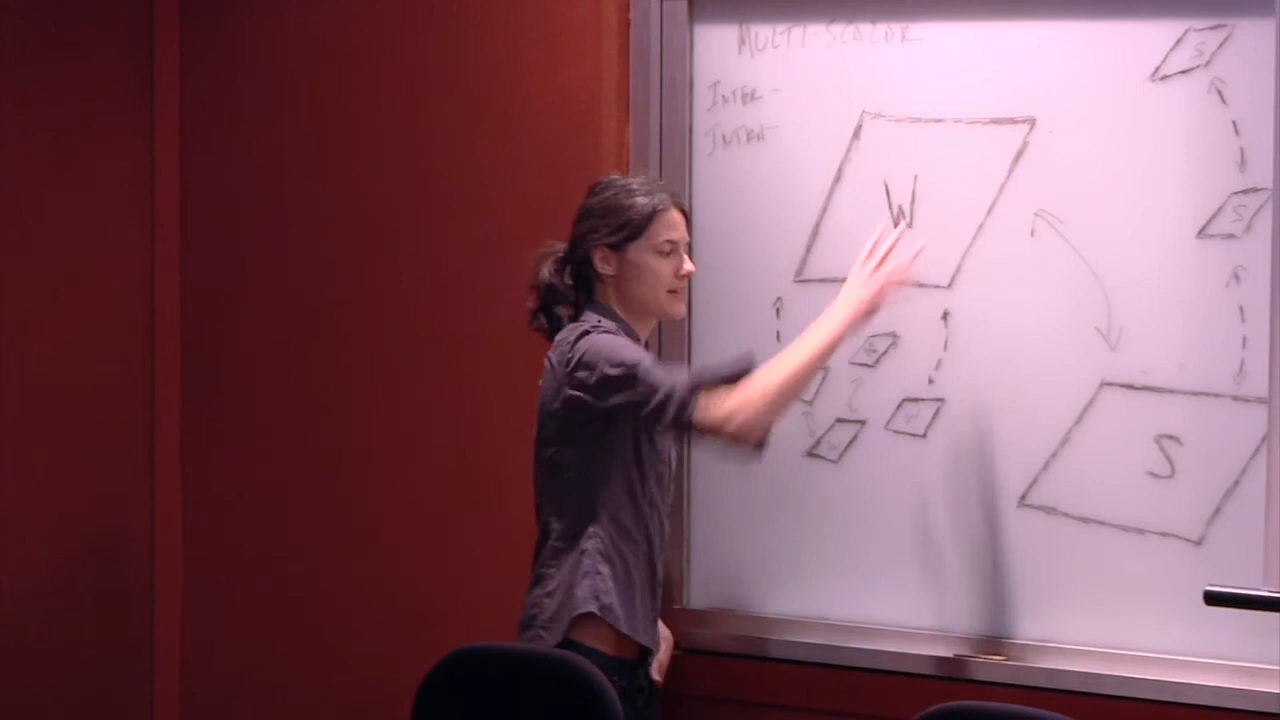 MULTI-SCALAR
INTER-
INTRA-
S
W
S
W
W
S